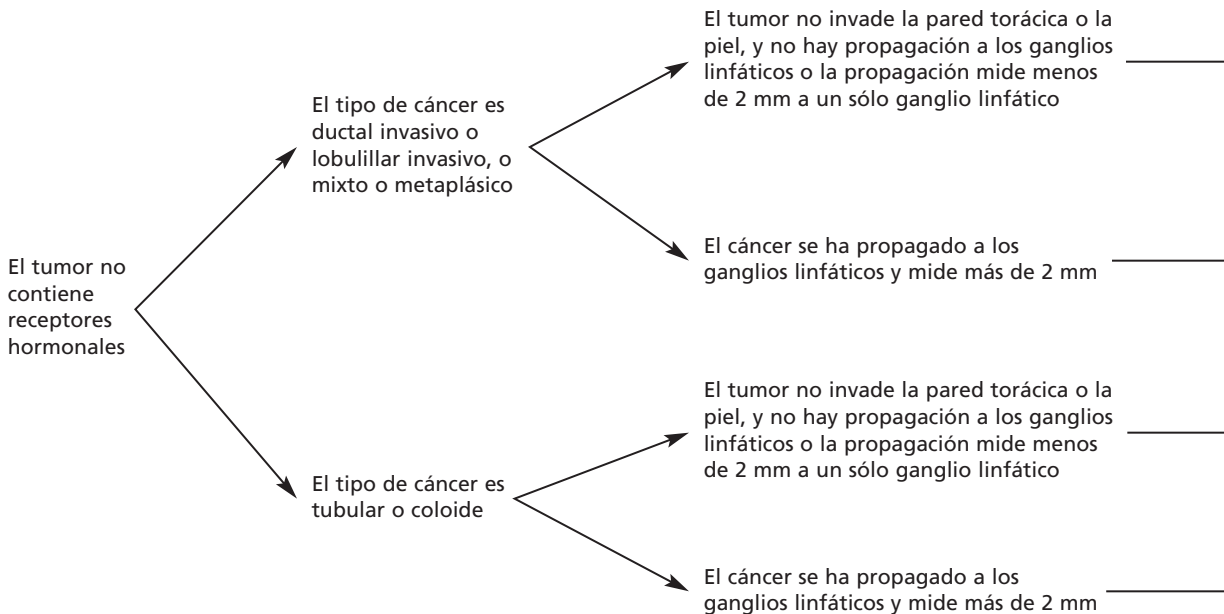 El tumor no
contiene
receptores
hormonales
El tipo de cáncer es
ductal invasivo o
lobulillar invasivo, o
mixto o metaplásico
El tumor no invade la pared torácica o la
piel, y no hay propagación a los ganglios
linfáticos o la propagación mide menos
de 2 mm a un sólo ganglio linfático
El cáncer se ha propagado a los
ganglios linfáticos y mide más de 2 mm
El tipo de cáncer es
tubular o coloide
El tumor no invade la pared torácica o la
piel, y no hay propagación a los ganglios
linfáticos o la propagación mide menos
de 2 mm a un sólo ganglio linfático
El cáncer se ha propagado a los
ganglios linfáticos y mide más de 2 mm